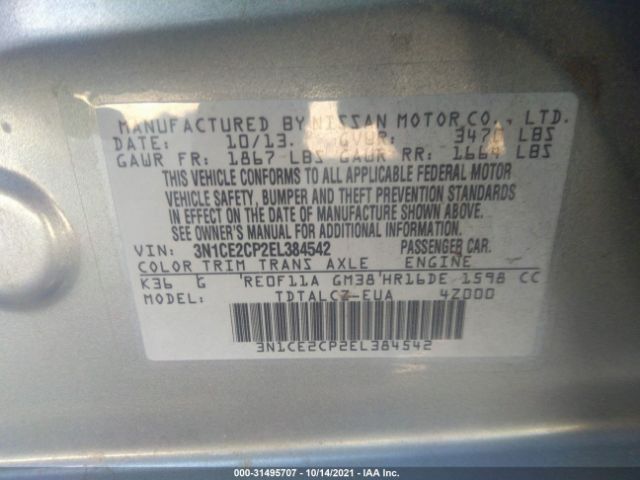 MANUFACTURED BY NISSAN MOTOR CO., LTD.
DATE: 10/13. GVWR: 3470 LBS
GAWR FR: 1867 LBS GAWR RR: 1664 LBS
THIS VEHICLE CONFORMS TO ALL APPLICABLE FEDERAL MOTOR
VEHICLE SAFETY, BUMPER AND THEFT PREVENTION STANDARDS
IN EFFECT ON THE DATE OF MANUFACTURE SHOWN ABOVE.
SEE OWNER'S MANUAL FOR ADDITIONAL INFORMATION.
VIN: 3N1CE2CP2EL384542 PASSENGER CAR.
COLOR TRIM TRANS AXLE ENGINE
K36 G RE0F11A GM38 HR16DE 1598 CC
MODEL: TDTALCZ-EUA 4Z000
3N1CE2CP2EL384542
000-31495707 - 10/14/2021 - IAA Inc.